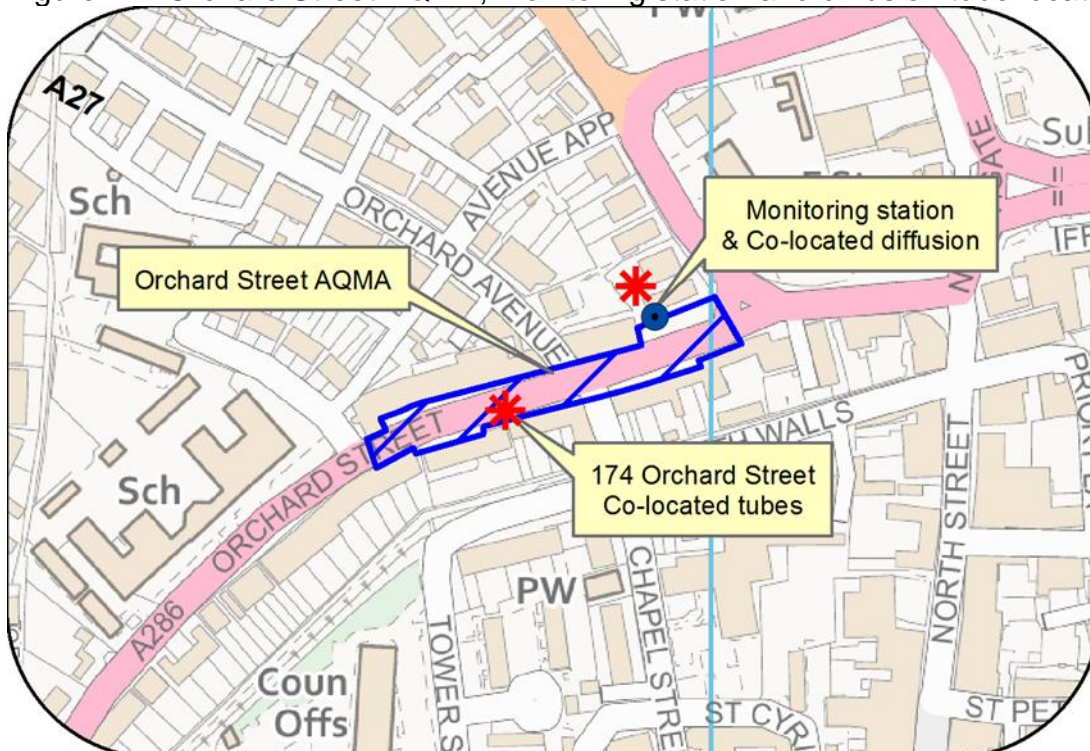 A27
Sch
AVENUE APP
ORCHARD AVENUE
Monitoring station
& Co-located diffusion
Orchard Street AQMA
174 Orchard Street
Co-located tubes
ORCHARD STREET
Sch
A286
PW
NORTH STREET
CHAPEL STREE
TOWER S
Coun
Offs
ST CYRI
ST PET
WALLS